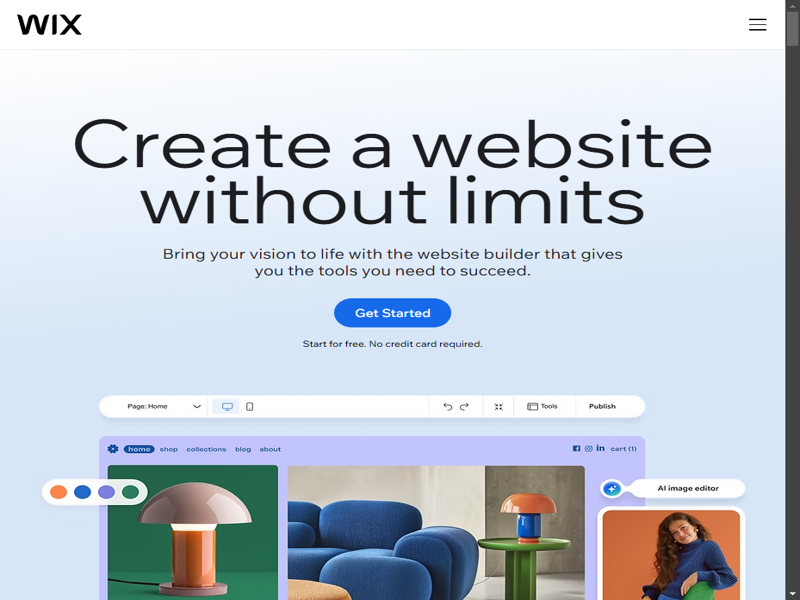 WIX
Create a website
without limits
Bring your vision to life with the website builder that gives
you the tools you need to succeed.
Get Started
Start for free. No credit card required.
Page: Home
Tools
Publish
home shop collections blog about
in cart (1)
AI image editor